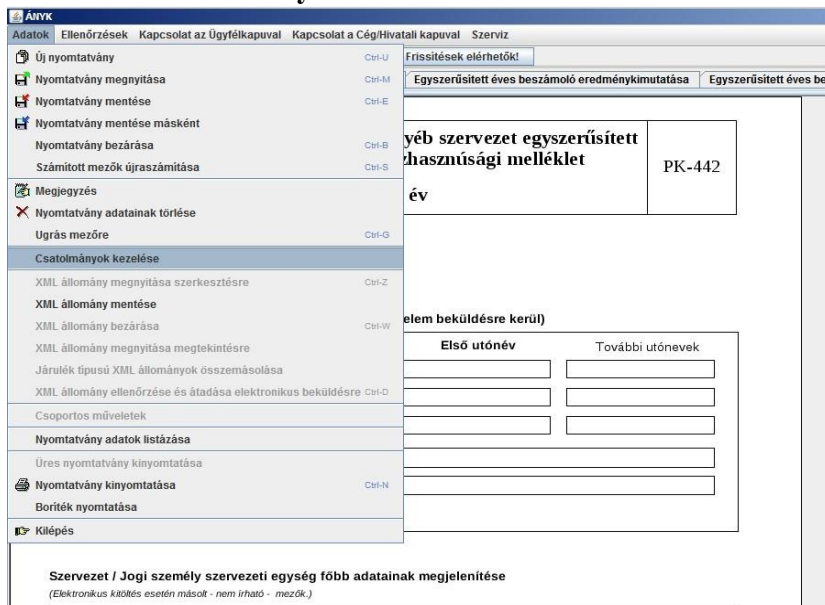 ÁNYK
Adatok Ellenőrzések Kapcsolat az Ügyfélkapuval Kapcsolat a Cég/Hivatali kapuval Szerviz
Új nyomtatvány Ctrl-U
Frissítések elérhetők!
Nyomtatvány megnyitása Ctrl-M
Egyszerűsített éves beszámoló eredménykimutatása Egyszerűsített éves be
Nyomtatvány mentése Ctrl-E
Nyomtatvány mentése másként
Nyomtatvány bezárása Ctrl-B
Számított mezők újraszámítása Ctrl-S
yéb szervezet egyszerűsített
zhasznúsági melléklet
év
PK-442
Megjegyzés
Nyomtatvány adatainak törlése
Ugrás mezőre Ctrl-G
Csatolmányok kezelése
XML állomány megnyitása szerkesztésre Ctrl-Z
XML állomány mentése
XML állomány bezárása Ctrl-W
elem beküldésre kerül)
XML állomány megnyitása megtekintésre
Első utónév További utónevek
Járulék típusú XML állományok összemásolása
XML állomány ellenőrzése és átadása elektronikus beküldésre Ctrl-D
Csoportos műveletek
Nyomtatvány adatok listázása
Üres nyomtatvány kinyomtatása
Nyomtatvány kinyomtatása Ctrl-N
Boríték nyomtatása
Kilépés
Szervezet / Jogi személy szervezeti egység főbb adatainak megjelenítése
(Elektronikus kitöltés esetén másolt - nem írható - mezők.)